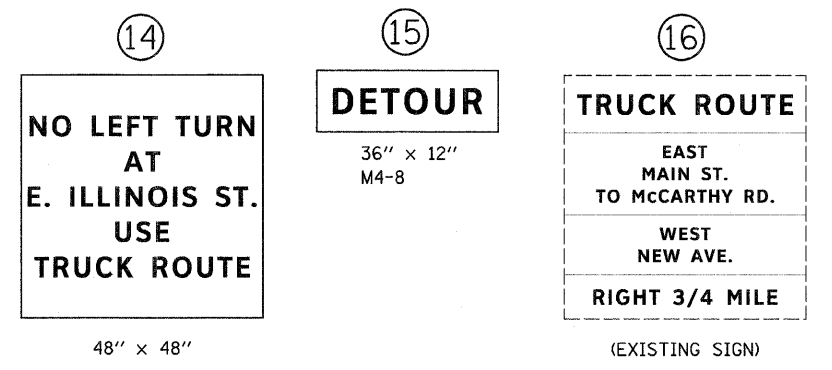 14
NO LEFT TURN
AT
E. ILLINOIS ST.
USE
TRUCK ROUTE
48" × 48"
15
DETOUR
36" × 12"
M4-8
16
TRUCK ROUTE
EAST
MAIN ST.
TO McCARTHY RD.
WEST
NEW AVE.
RIGHT 3/4 MILE
(EXISTING SIGN)